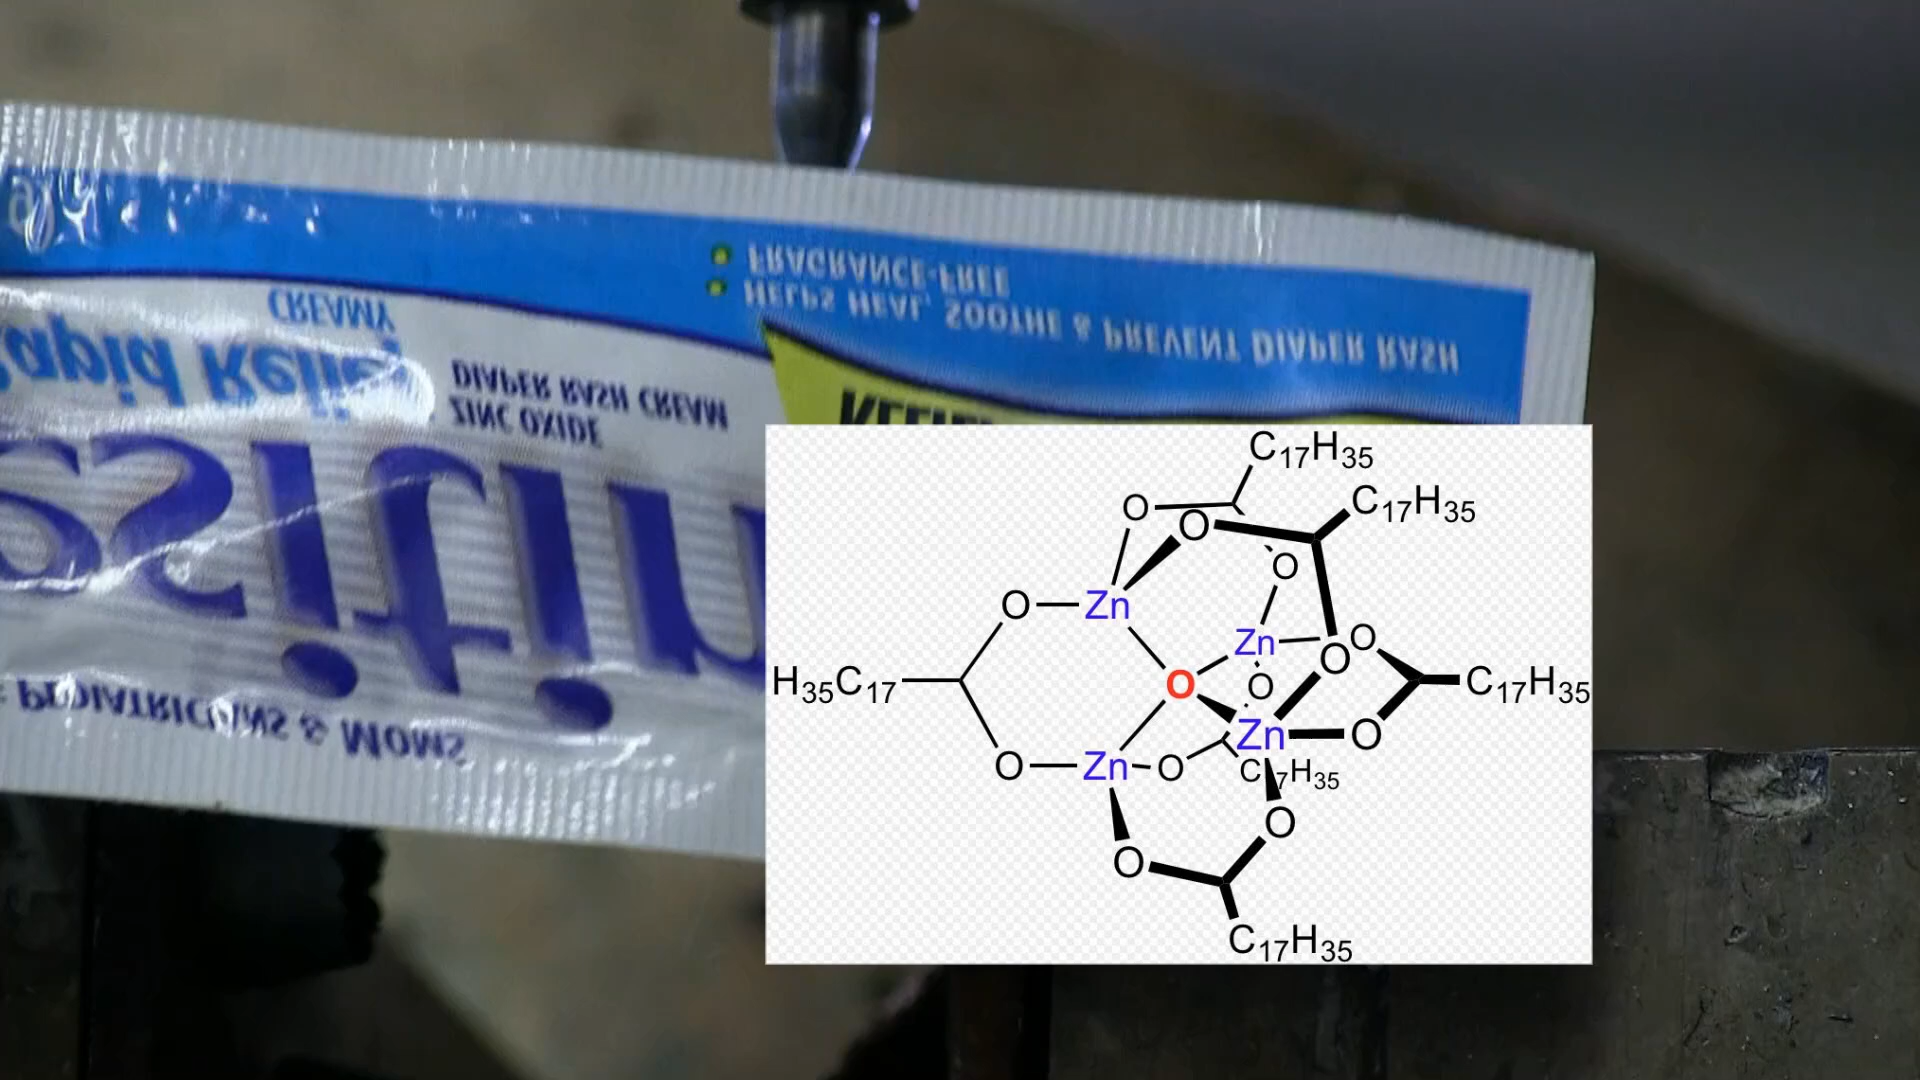 FRAGRANCE-FREE
HELPS HEAL, SOOTHE & PREVENT DIAPER RASH
CREAMY
Rapid Relief
DIAPER RASH CREAM
ZINC OXIDE
esitin
PEDIATRICIANS & MOMS
C17H35
C17H35
O
O
O
O
Zn
Zn
O
O
H35C17
O
O
C17H35
Zn
O
O
Zn
O
C17H35
O
O
C17H35